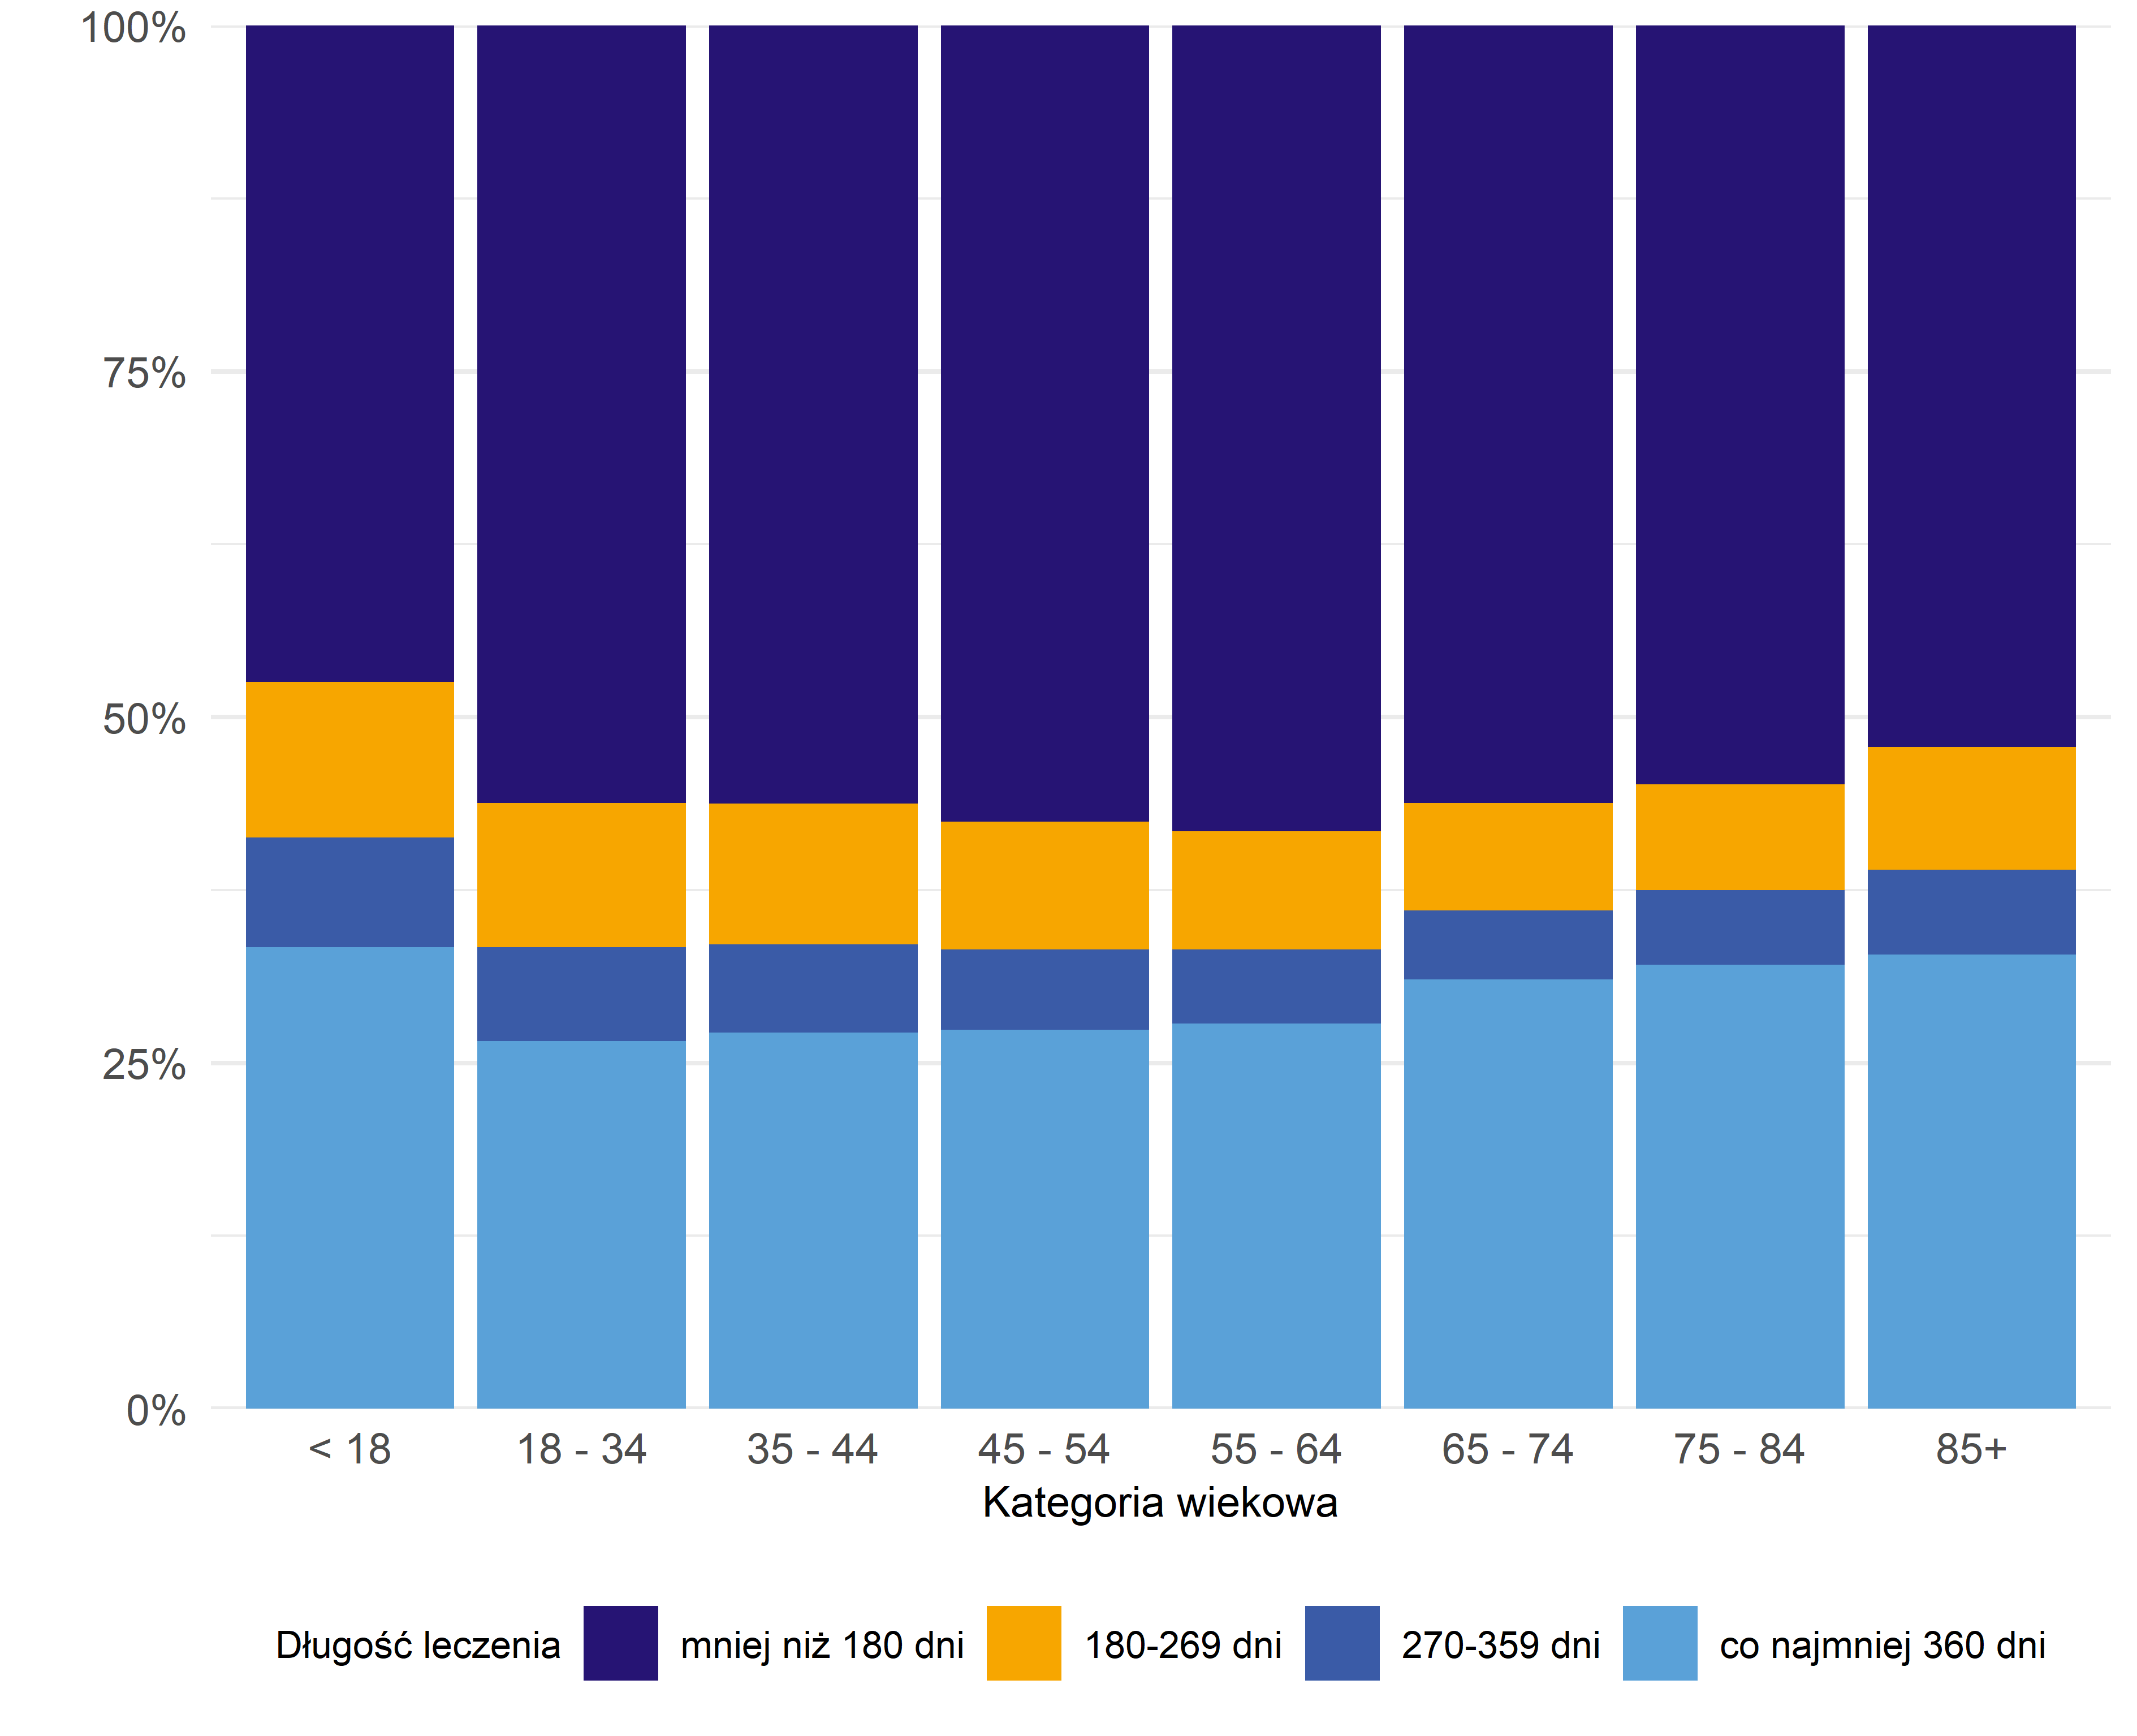 100%
75%
50%
25%
0%
< 18 18 - 34 35 - 44 45 - 54 55 - 64 65 - 74 75 - 84 85+
Kategoria wiekowa
Długość leczenia mniej niż 180 dni 180-269 dni 270-359 dni co najmniej 360 dni